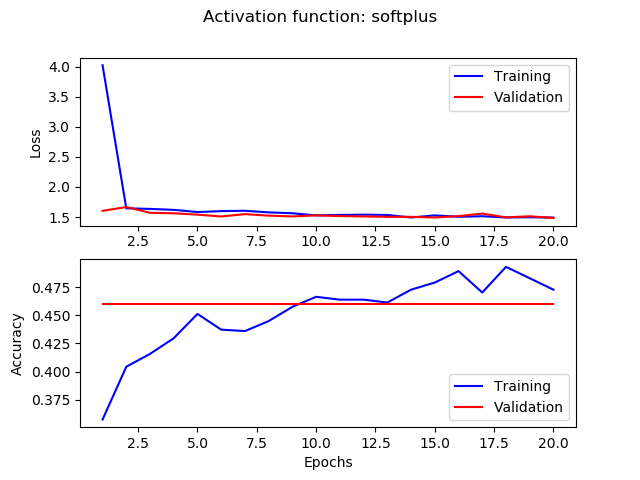 Activation function: softplus
4.0
3.5
3.0
2.5
2.0
1.5
Loss
Training
Validation
2.5 5.0 7.5 10.0 12.5 15.0 17.5 20.0
0.475
0.450
0.425
0.400
0.375
Accuracy
Training
Validation
2.5 5.0 7.5 10.0 12.5 15.0 17.5 20.0
Epochs